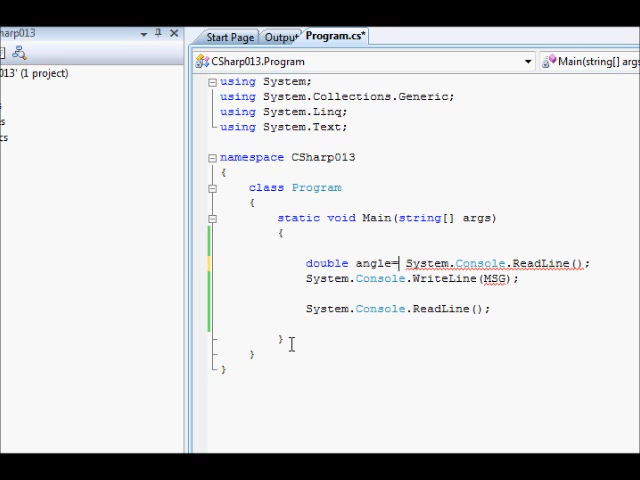 harp013
Start Page
Outpu
Program.cs*
CSharp013.Program
Main(string[] args
013' (1 project)
s
s
cs
using System;
using System.Collections.Generic;
using System.Linq;
using System.Text;
namespace CSharp013
{
class Program
{
static void Main(string[] args)
{
double angle= System.Console.ReadLine();
System.Console.WriteLine(MSG);
System.Console.ReadLine();
}
}
}